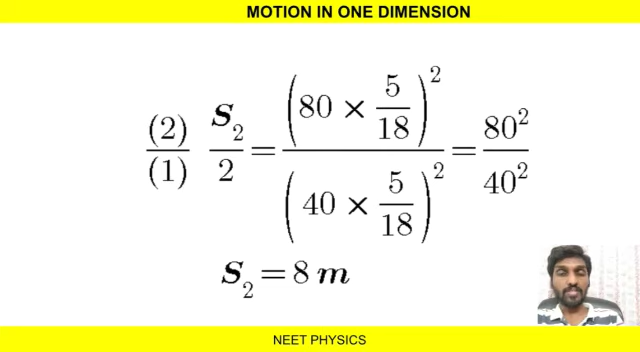 MOTION IN ONE DIMENSION
(2)/(1) S₂/2 = (80 × 5/18)² / (40 × 5/18)² = 80²/40²
S₂ = 8 m
NEET PHYSICS